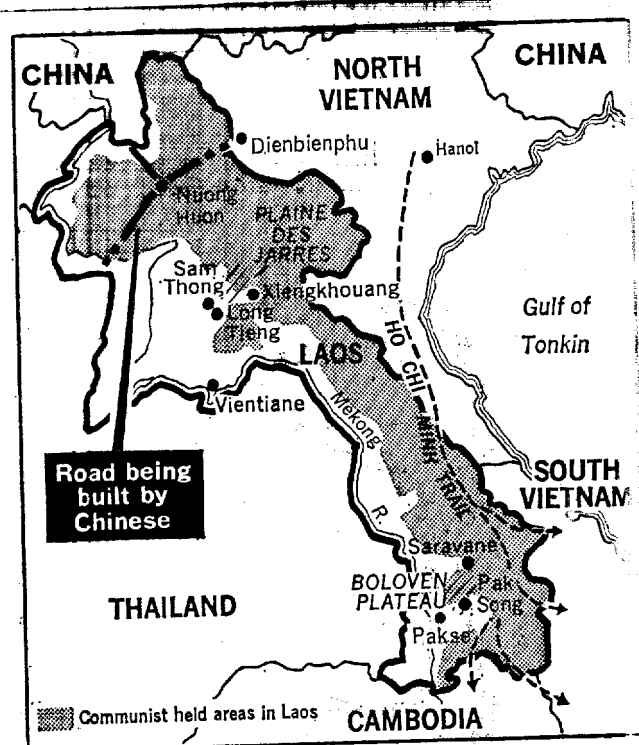 CHINA
NORTH
VIETNAM
CHINA
Dienbienphu
Hanoi
Nuong
Huon
PLAINE
DES
JARRES
Sam
Thong
Xiengkhouang
Long
Tieng
Gulf of
Tonkin
LAOS
HO CHI MINH TRAIL
Vientiane
Mekong
R.
Road being
built by
Chinese
SOUTH
VIETNAM
Saravane
BOLOVEN
PLATEAU
Pak
Song
Pakse
THAILAND
Communist held areas in Laos
CAMBODIA